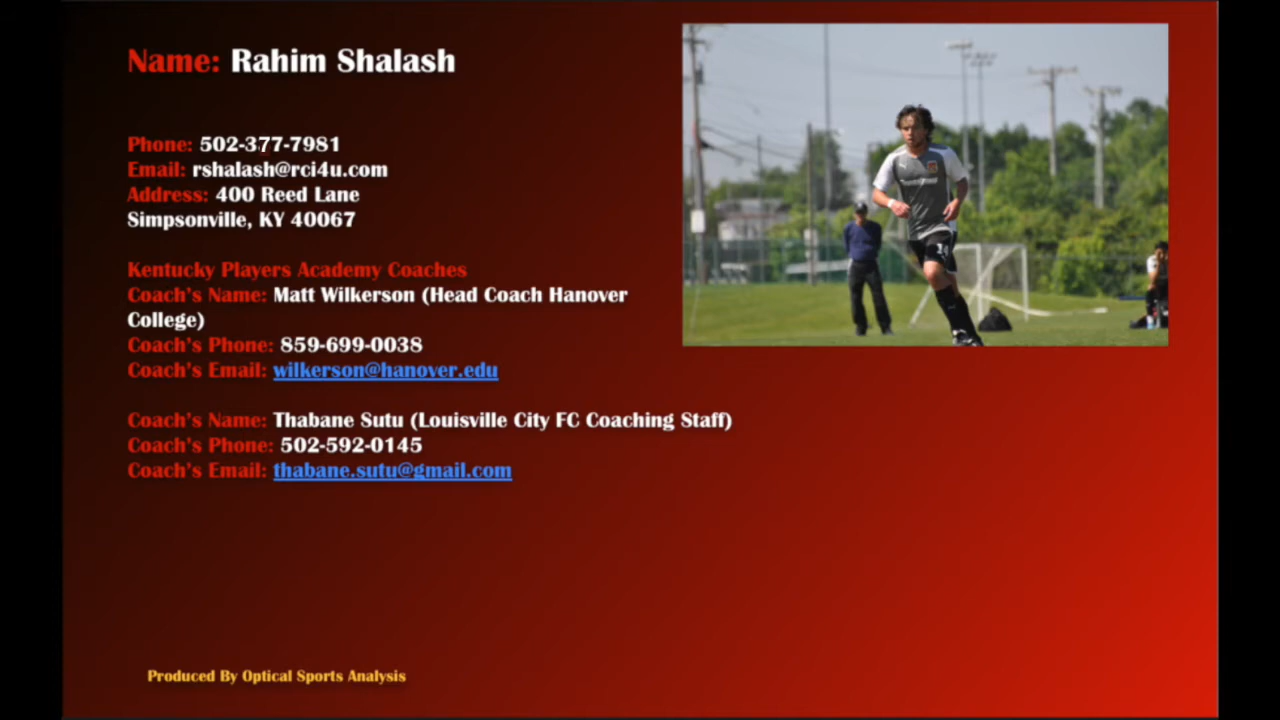 Name: Rahim Shalash
Phone: 502-377-7981
Email: rshalash@rci4u.com
Address: 400 Reed Lane
Simpsonville, KY 40067
Kentucky Players Academy Coaches
Coach's Name: Matt Wilkerson (Head Coach Hanover
College)
Coach's Phone: 859-699-0038
Coach's Email: wilkerson@hanover.edu
Coach's Name: Thabane Sutu (Louisville City FC Coaching Staff)
Coach's Phone: 502-592-0145
Coach's Email: thabane.sutu@gmail.com
Produced By Optical Sports Analysis